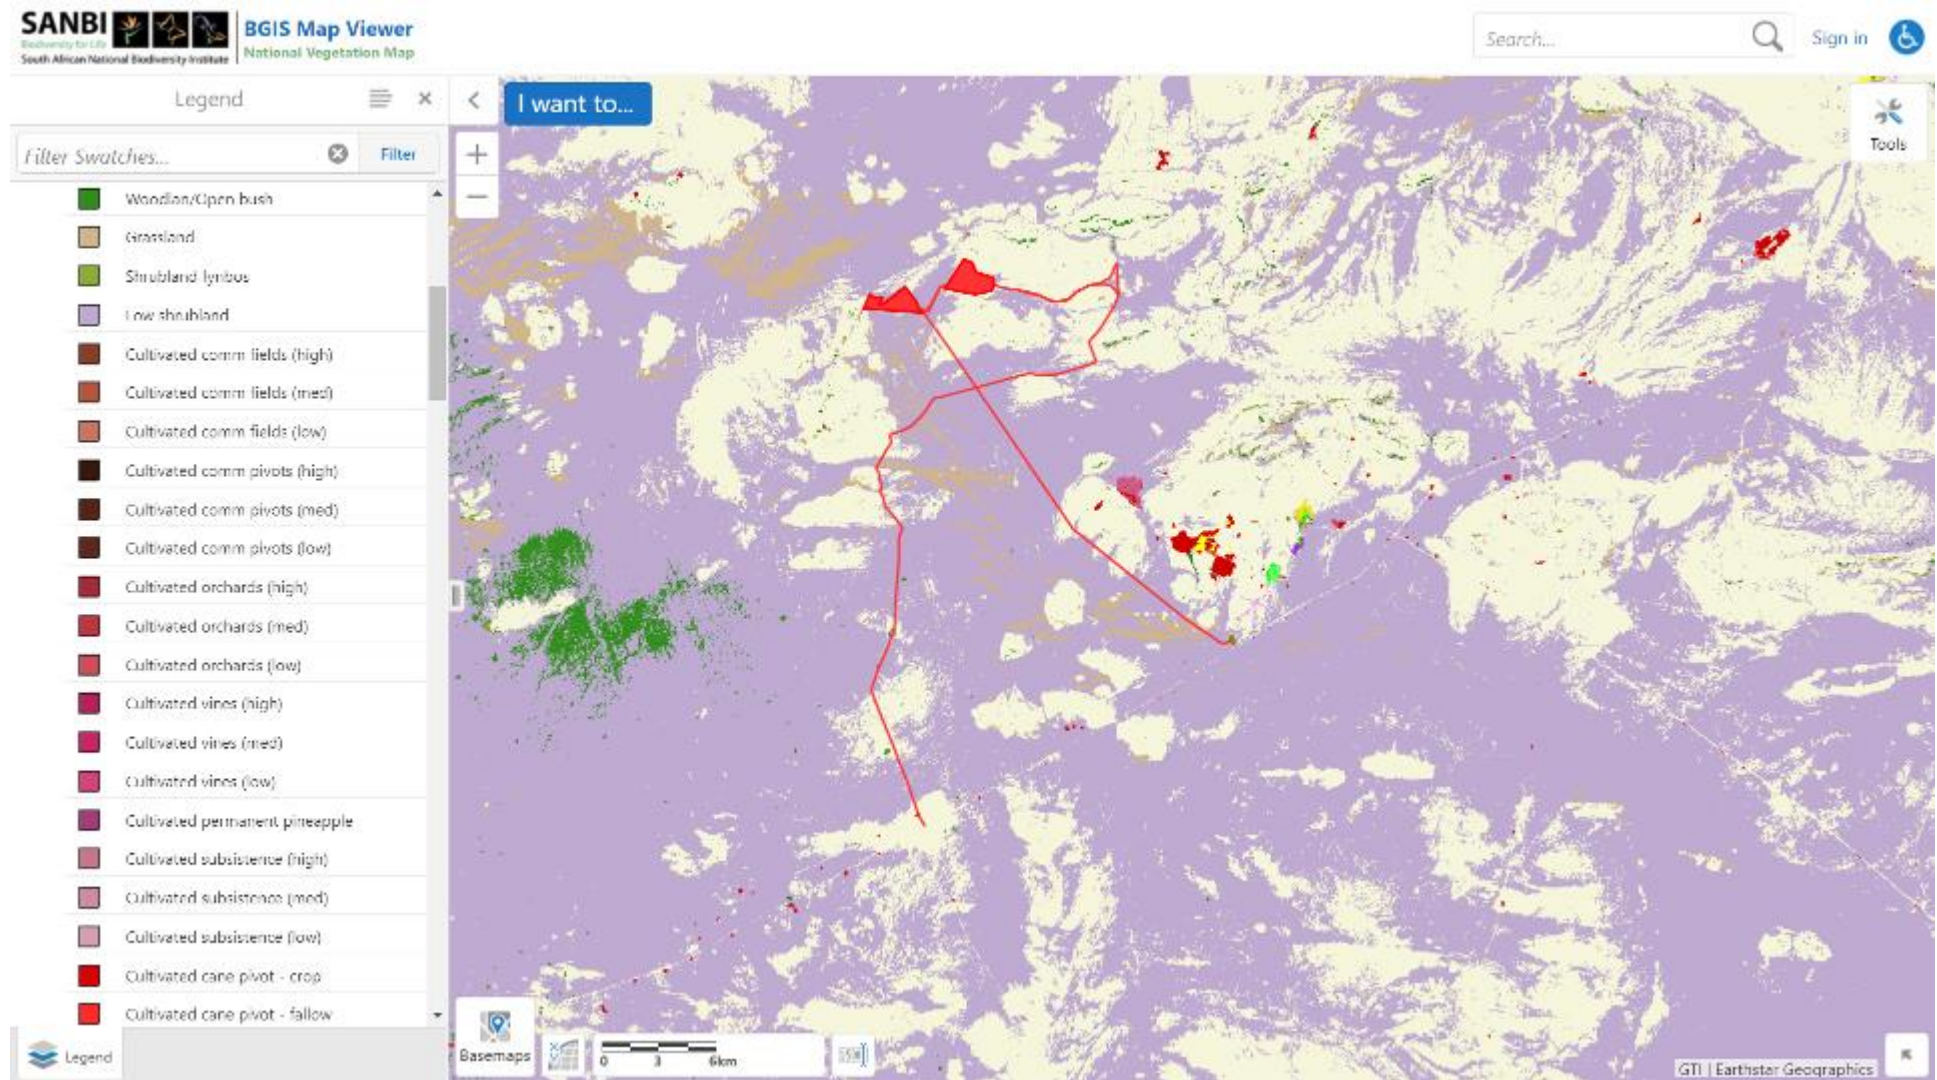 SANBI
Biodiversity for Life
South African National Biodiversity Institute
BGIS Map Viewer
National Vegetation Map
Search...
Sign in
Legend
I want to...
Filter Swatches...
Filter
Tools
Woodlan/Open bush
Grassland
Shrubland fynbos
Low shrubland
Cultivated comm fields (high)
Cultivated comm fields (med)
Cultivated comm fields (low)
Cultivated comm pivots (high)
Cultivated comm pivots (med)
Cultivated comm pivots (low)
Cultivated orchards (high)
Cultivated orchards (med)
Cultivated orchards (low)
Cultivated vines (high)
Cultivated vines (med)
Cultivated vines (low)
Cultivated permanent pineapple
Cultivated subsistence (high)
Cultivated subsistence (med)
Cultivated subsistence (low)
Cultivated cane pivot - crop
Cultivated cane pivot - fallow
Legend
Basemaps
0 3 6km
GTI | Earthstar Geographics